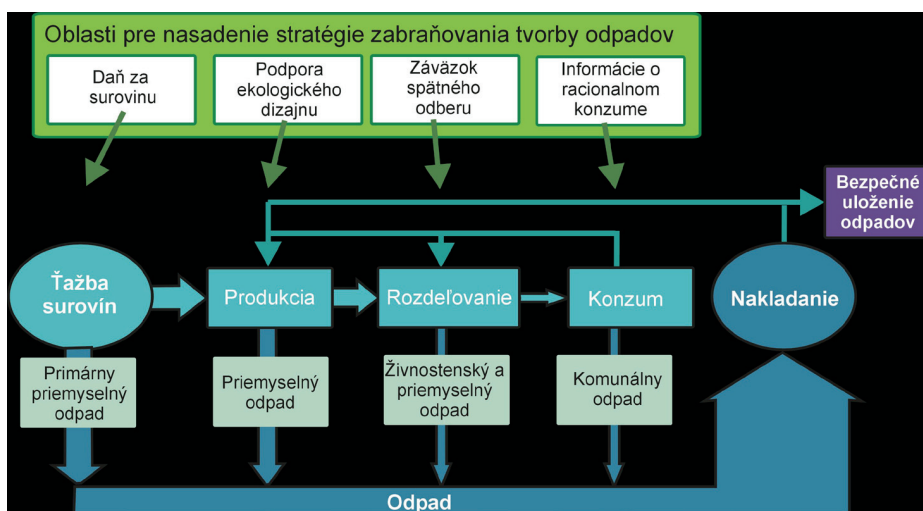 Oblasti pre nasadenie stratégie zabraňovania tvorby odpadov
Daň za
surovinu
Podpora
ekologického
dizajnu
Záväzok
spätného
odberu
Informácie o
racionalnom
konzume
Bezpečné
uloženie
odpadov
Ťažba
surovín
Produkcia
Rozdeľovanie
Konzum
Nakladanie
Primárny
priemyselný
odpad
Priemyselný
odpad
Živnostenský a
priemyselný
odpad
Komunálny
odpad
Odpad